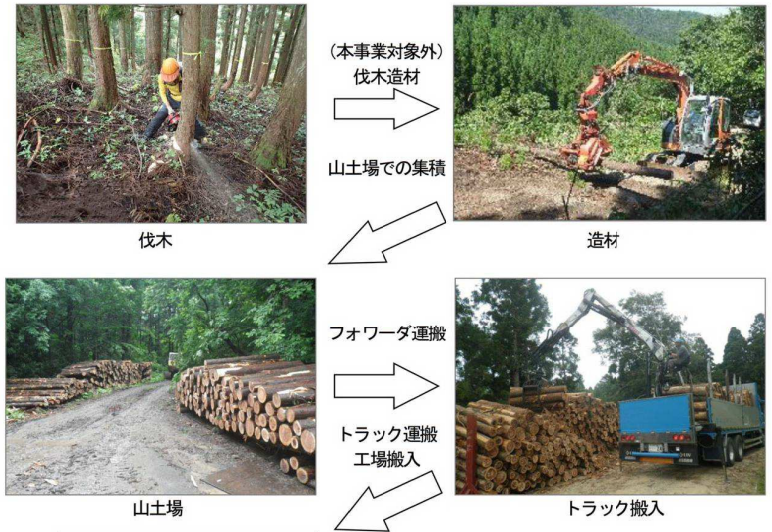 (本事業対象外)
伐木造材
山土場での集積
伐木
造材
フォワーダ運搬
トラック運搬
工場搬入
山土場
トラック搬入